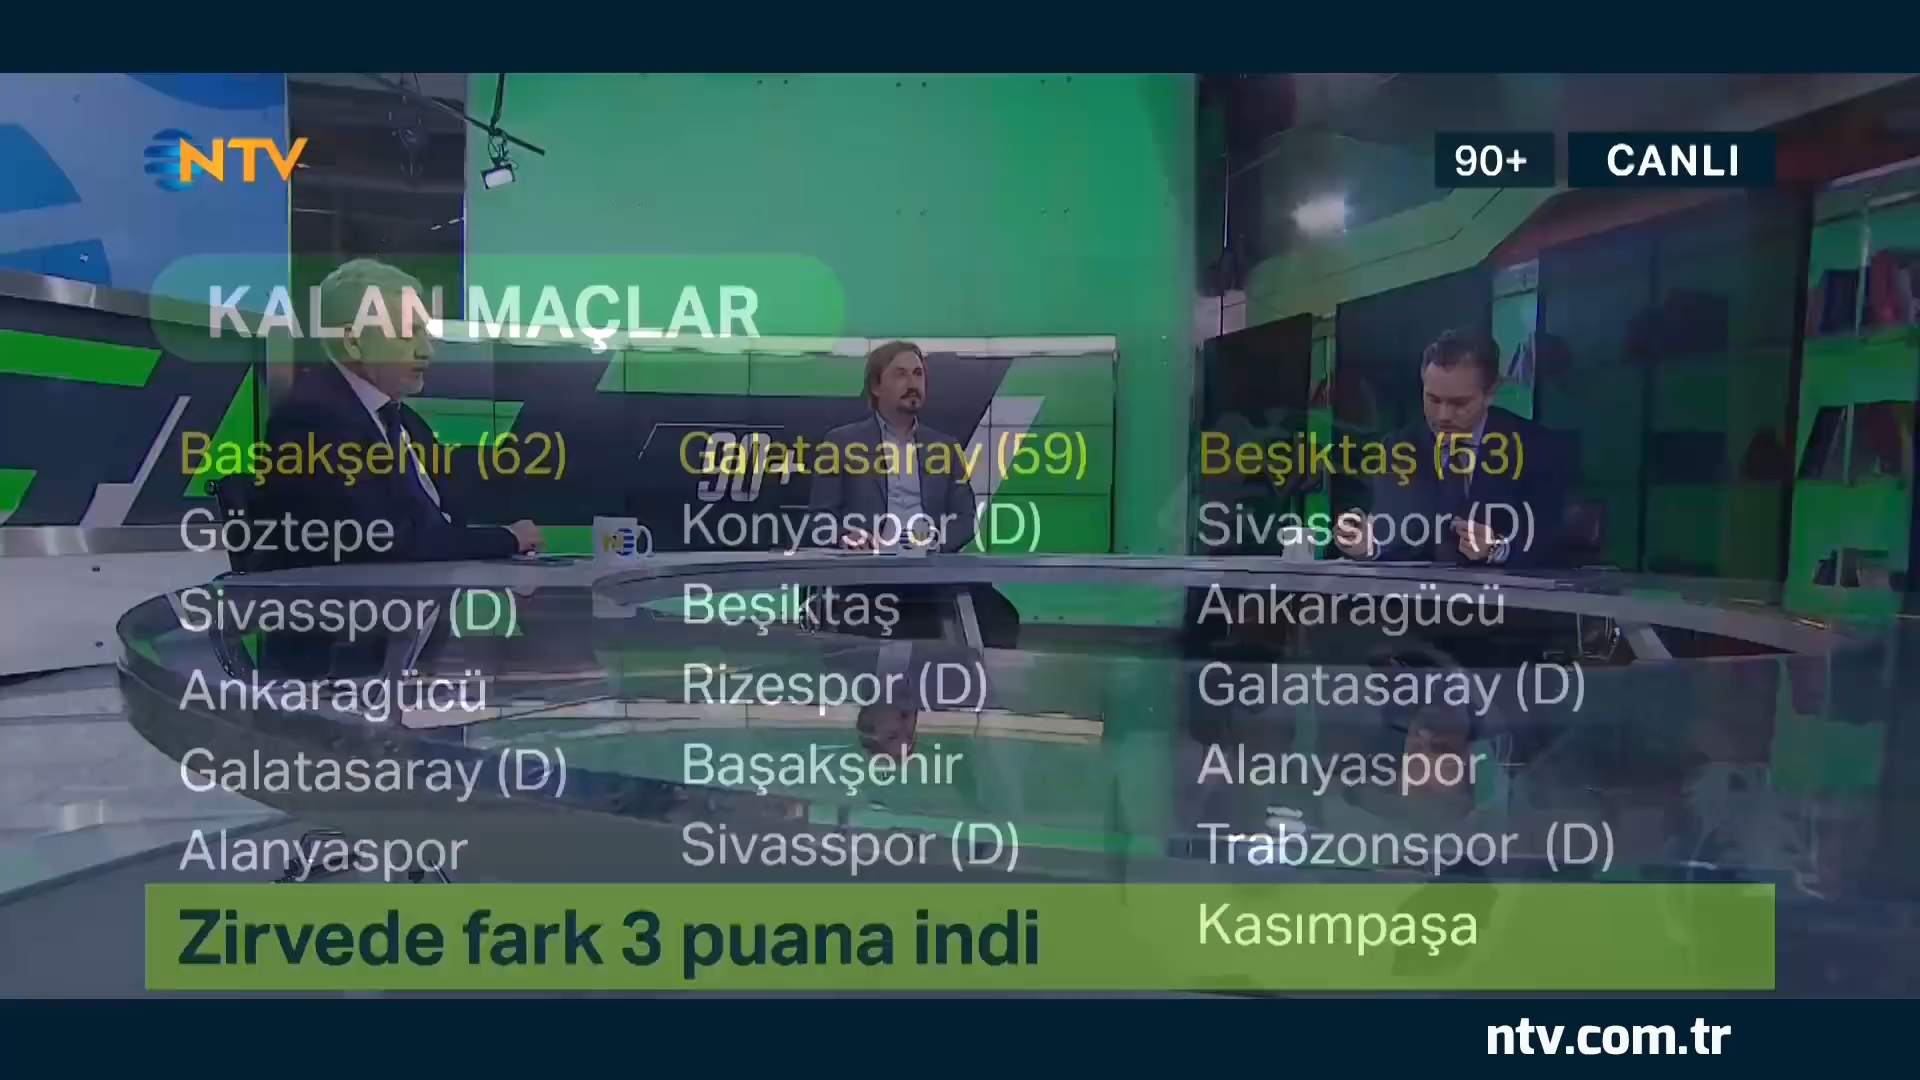 NTV
90+
CANLI
KALAN MAÇLAR
Başakşehir (62)
Göztepe
Sivasspor (D)
Ankaragücü
Galatasaray (D)
Alanyaspor
Galatasaray (59)
Konyaspor (D)
Beşiktaş
Rizespor (D)
Başakşehir
Sivasspor (D)
Beşiktaş (53)
Sivasspor (D)
Ankaragücü
Galatasaray (D)
Alanyaspor
Trabzonspor (D)
Kasımpaşa
90+
Zirvede fark 3 puana indi
ntv.com.tr